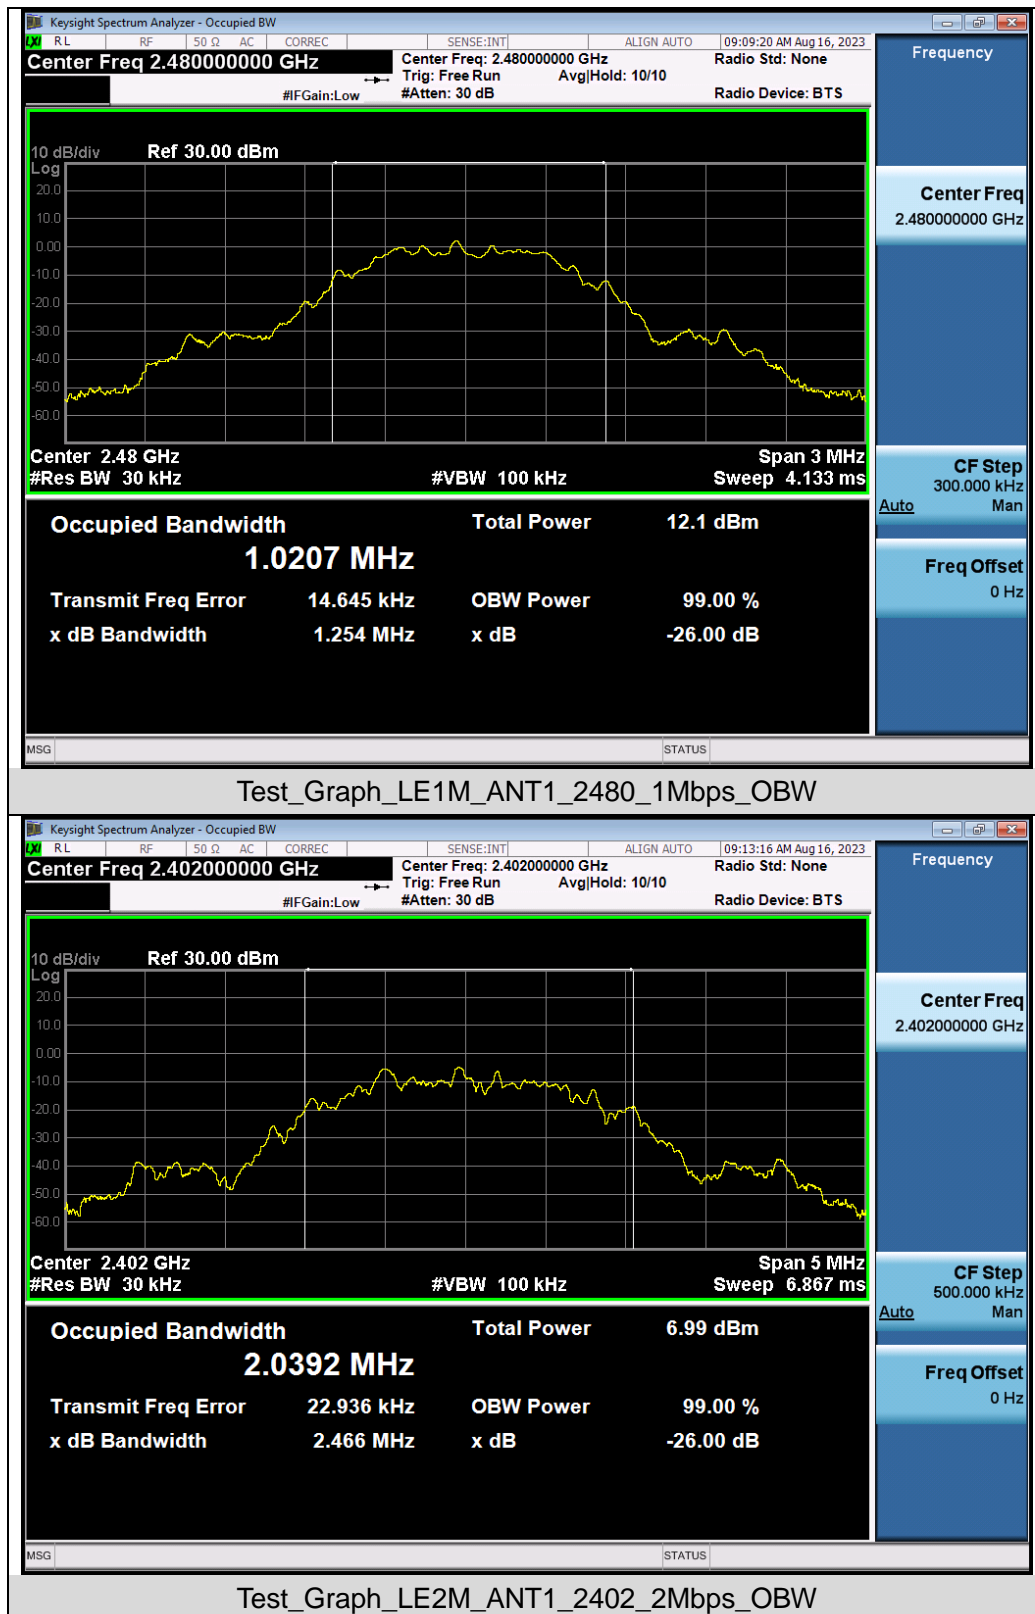 Keysight Spectrum Analyzer - Occupied BW
LXI RL RF 50 Ω AC CORREC SENSE:INT ALIGN AUTO 09:09:20 AM Aug 16, 2023
Center Freq 2.480000000 GHz Center Freq: 2.480000000 GHz Radio Std: None Frequency
Trig: Free Run Avg|Hold: 10/10
#IFGain:Low #Atten: 30 dB Radio Device: BTS
10 dB/div Ref 30.00 dBm
Log
20.0
10.0
0.00
-10.0
-20.0
-30.0
-40.0
-50.0
-60.0
Center Freq
2.480000000 GHz
Center 2.48 GHz Span 3 MHz
#Res BW 30 kHz #VBW 100 kHz Sweep 4.133 ms
CF Step
300.000 kHz
Auto Man
Occupied Bandwidth Total Power 12.1 dBm
1.0207 MHz
Freq Offset
0 Hz
Transmit Freq Error 14.645 kHz OBW Power 99.00 %
x dB Bandwidth 1.254 MHz x dB -26.00 dB
MSG STATUS
Test_Graph_LE1M_ANT1_2480_1Mbps_OBW
Keysight Spectrum Analyzer - Occupied BW
LXI RL RF 50 Ω AC CORREC SENSE:INT ALIGN AUTO 09:13:16 AM Aug 16, 2023
Center Freq 2.402000000 GHz Center Freq: 2.402000000 GHz Radio Std: None Frequency
Trig: Free Run Avg|Hold: 10/10
#IFGain:Low #Atten: 30 dB Radio Device: BTS
10 dB/div Ref 30.00 dBm
Log
20.0
10.0
0.00
-10.0
-20.0
-30.0
-40.0
-50.0
-60.0
Center Freq
2.402000000 GHz
Center 2.402 GHz Span 5 MHz
#Res BW 30 kHz #VBW 100 kHz Sweep 6.867 ms
CF Step
500.000 kHz
Auto Man
Occupied Bandwidth Total Power 6.99 dBm
2.0392 MHz
Freq Offset
0 Hz
Transmit Freq Error 22.936 kHz OBW Power 99.00 %
x dB Bandwidth 2.466 MHz x dB -26.00 dB
MSG STATUS
Test_Graph_LE2M_ANT1_2402_2Mbps_OBW